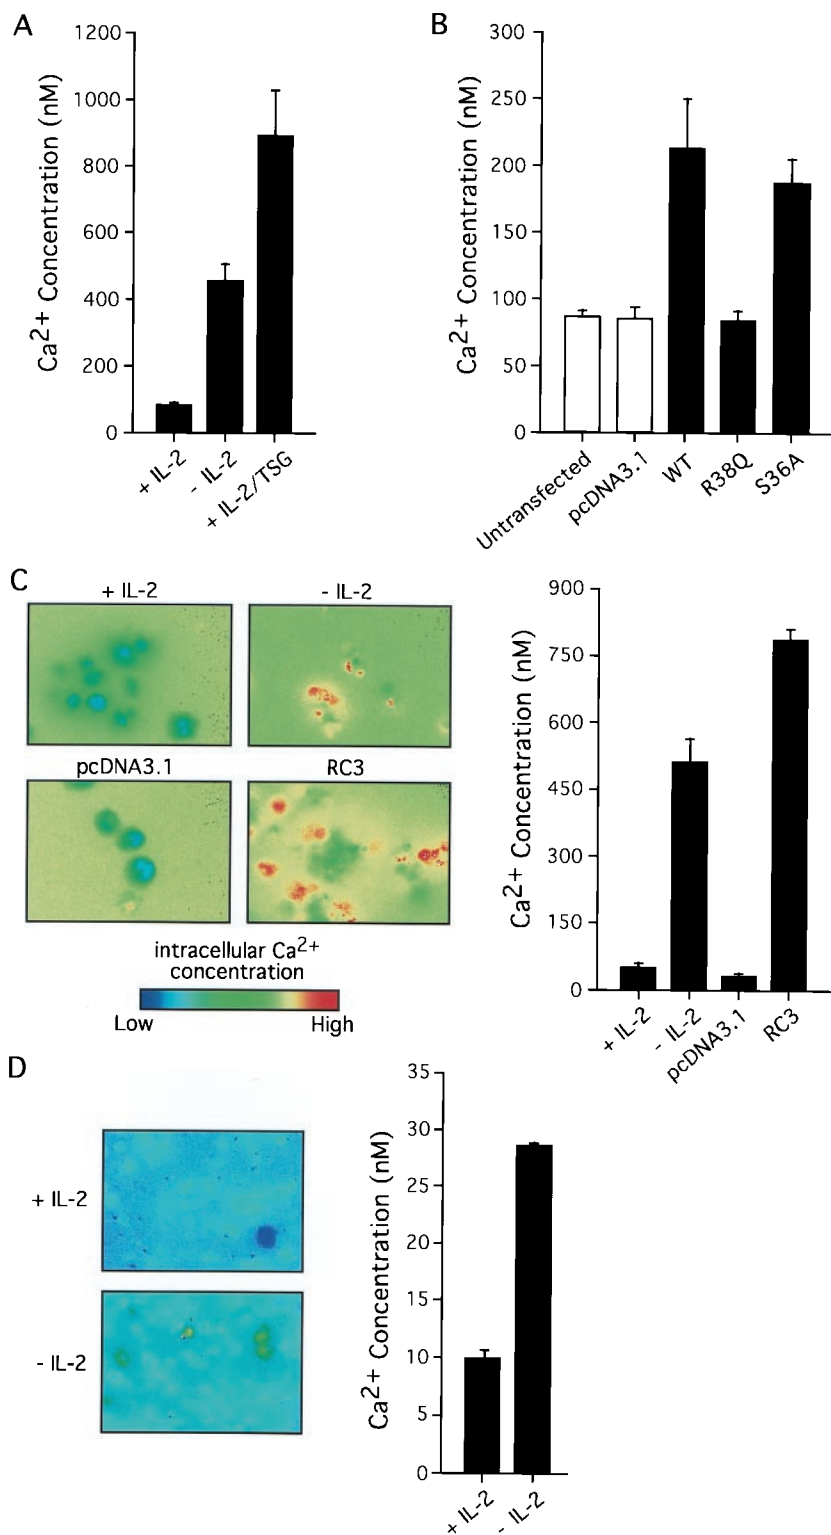 A
1200
1000
800
600
400
200
0
Ca2+ Concentration (nM)
+ IL-2
- IL-2
+ IL-2/TSG
B
300
250
200
150
100
50
0
Ca2+ Concentration (nM)
Untransfected
pcDNA3.1
WT
R38Q
S36A
C
+ IL-2
- IL-2
pcDNA3.1
RC3
intracellular Ca2+
concentration
Low
High
900
750
600
450
300
150
0
Ca2+ Concentration (nM)
+ IL-2
- IL-2
pcDNA3.1
RC3
D
+ IL-2
- IL-2
35
30
25
20
15
10
5
0
Ca2+ Concentration (nM)
+ IL-2
- IL-2